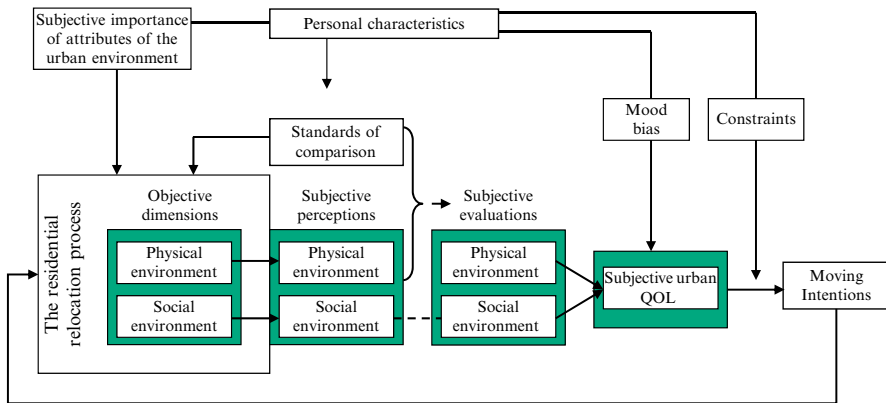 Subjective importance
of attributes of the
urban environment
Personal characteristics
Mood
bias
Constraints
Standards of
comparison
The residential
relocation process
Objective
dimensions
Subjective
perceptions
Subjective
evaluations
Physical
environment
Physical
environment
Physical
environment
Social
environment
Social
environment
Social
environment
Subjective urban
QOL
Moving
Intentions